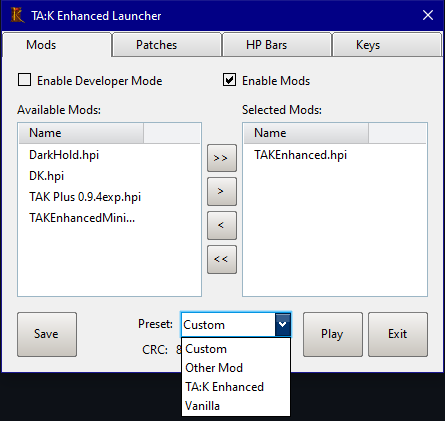 TA:K Enhanced Launcher
Mods Patches HP Bars Keys
Enable Developer Mode Enable Mods
Available Mods: Selected Mods:
Name Name
DarkHold.hpi TAKEnhanced.hpi
DK.hpi
TAK Plus 0.9.4exp.hpi
TAKEnhancedMini...
>>
>
<
<<
Save Preset: Custom Play Exit
CRC:
Custom
Other Mod
TA:K Enhanced
Vanilla